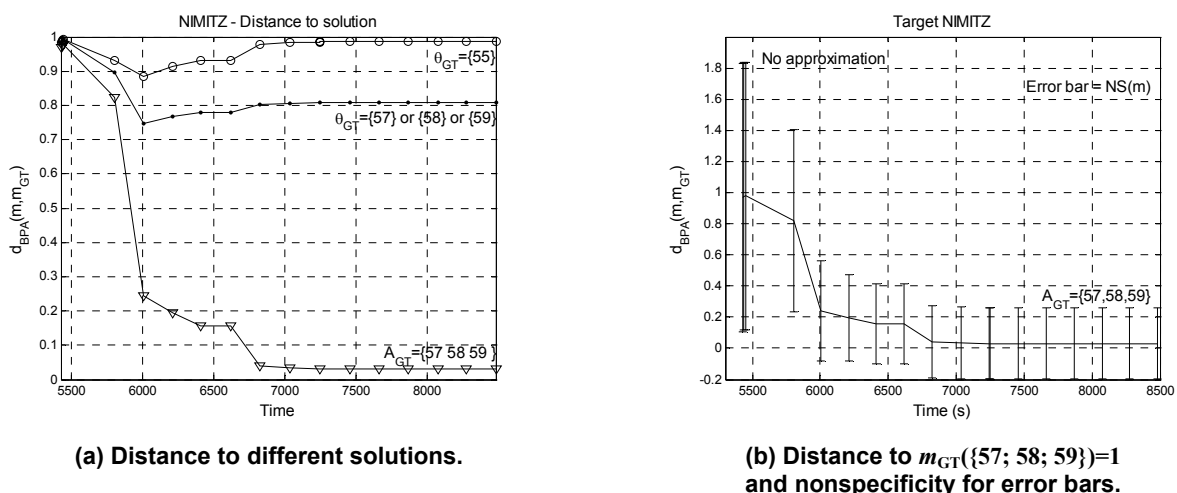 NIMITZ - Distance to solution
1
0.9
0.8
0.7
0.6
0.5
0.4
0.3
0.2
0.1
0
d_BPA(m,m_GT)
θ_GT={55}
θ_GT={57} or {58} or {59}
A_GT={57 58 59 }
5500 6000 6500 7000 7500 8000
Time
(a) Distance to different solutions.
Target NIMITZ
No approximation
Error bar = NS(m)
1.8
1.6
1.4
1.2
1
0.8
0.6
0.4
0.2
0
-0.2
d_BPA(m,m_GT)
A_GT={57,58,59}
5500 6000 6500 7000 7500 8000 8500
Time (s)
(b) Distance to m_GT({57; 58; 59})=1
and nonspecificity for error bars.